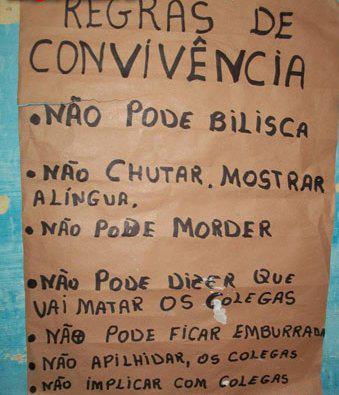 REGRAS DE
CONVIVÊNCIA
•NÃO PODE BILISCA
•NÃO CHUTAR. MOSTRAR
A LÍNGUA.
•NÃO PODE MORDER
•NÃO PODE DIZER QUE
VAI MATAR OS COLEGAS
•NÃO PODE FICAR EMBURRADA
•NÃO APILHIDAR, OS COLEGAS
•NÃO IMPLICAR COM COLEGAS